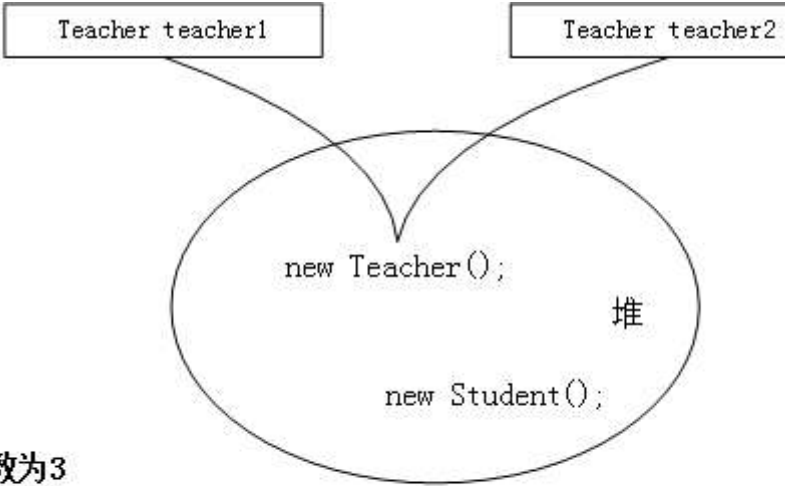 Teacher teacher1
Teacher teacher2
new Teacher();
堆
new Student();
数为3